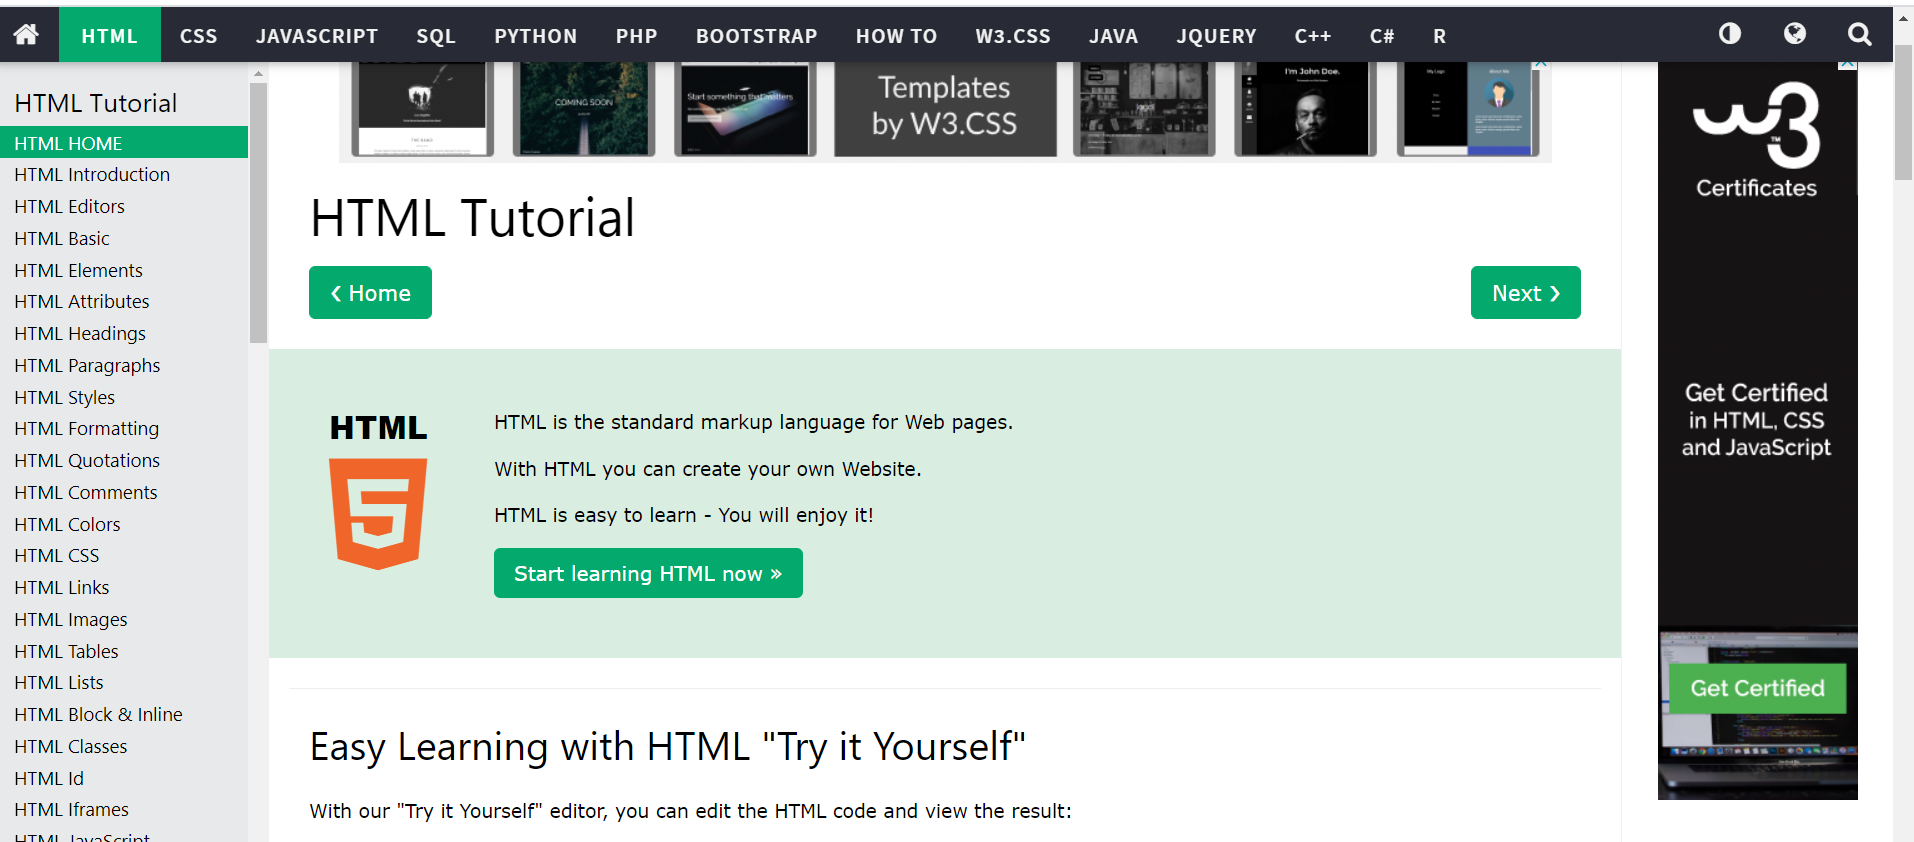 HTML CSS JAVASCRIPT SQL PYTHON PHP BOOTSTRAP HOW TO W3.CSS JAVA JQUERY C++ C# R
HTML Tutorial
HTML HOME
HTML Introduction
HTML Editors
HTML Basic
HTML Elements
HTML Attributes
HTML Headings
HTML Paragraphs
HTML Styles
HTML Formatting
HTML Quotations
HTML Comments
HTML Colors
HTML CSS
HTML Links
HTML Images
HTML Tables
HTML Lists
HTML Block & Inline
HTML Classes
HTML Id
HTML Iframes
HTML JavaScript
COMING SOON
Start something that matters
Templates
by W3.CSS
I'm John Doe.
My Logo
About Me
HTML Tutorial
❮ Home
Next ❯
HTML
5
HTML is the standard markup language for Web pages.
With HTML you can create your own Website.
HTML is easy to learn - You will enjoy it!
Start learning HTML now »
Easy Learning with HTML "Try it Yourself"
With our "Try it Yourself" editor, you can edit the HTML code and view the result:
w3
TM
Certificates
Get Certified
in HTML, CSS
and JavaScript
Get Certified